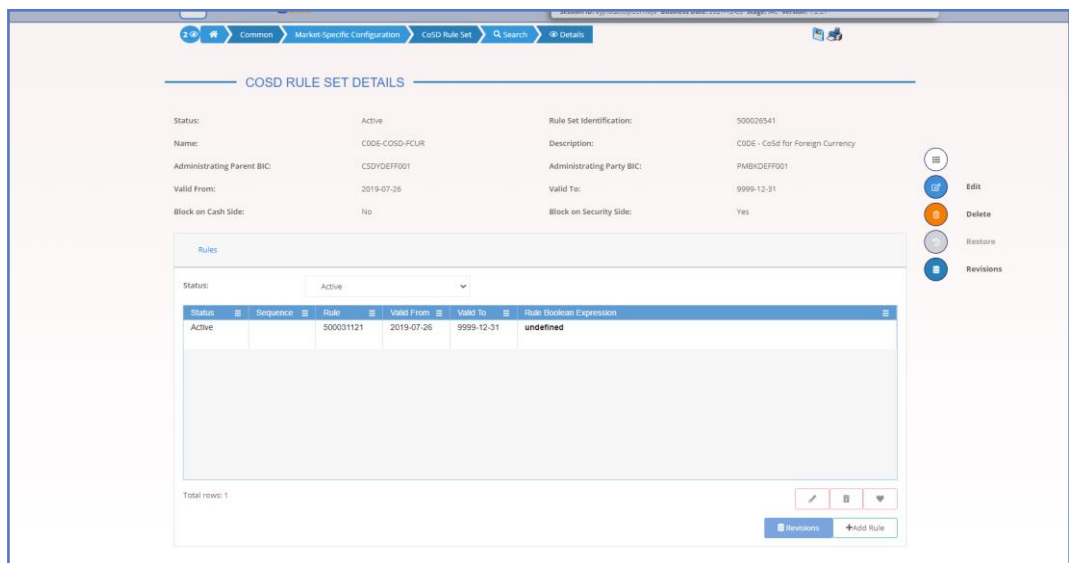 2
Common Market-Specific Configuration CoSD Rule Set Search Details
COSD RULE SET DETAILS
Status: Active Rule Set Identification: 500026541
Name: C0DE-COSD-FCUR Description: C0DE - CoSd for Foreign Currency
Administrating Parent BIC: CSDYDEFF001 Administrating Party BIC: PMBKDEFF001
Valid From: 2019-07-26 Valid To: 9999-12-31
Block on Cash Side: No Block on Security Side: Yes
Edit
Delete
Restore
Revisions
Rules
Status: Active
Status Sequence Rule Valid From Valid To Rule Boolean Expression
Active 500031121 2019-07-26 9999-12-31 undefined
Total rows: 1
Revisions +Add Rule